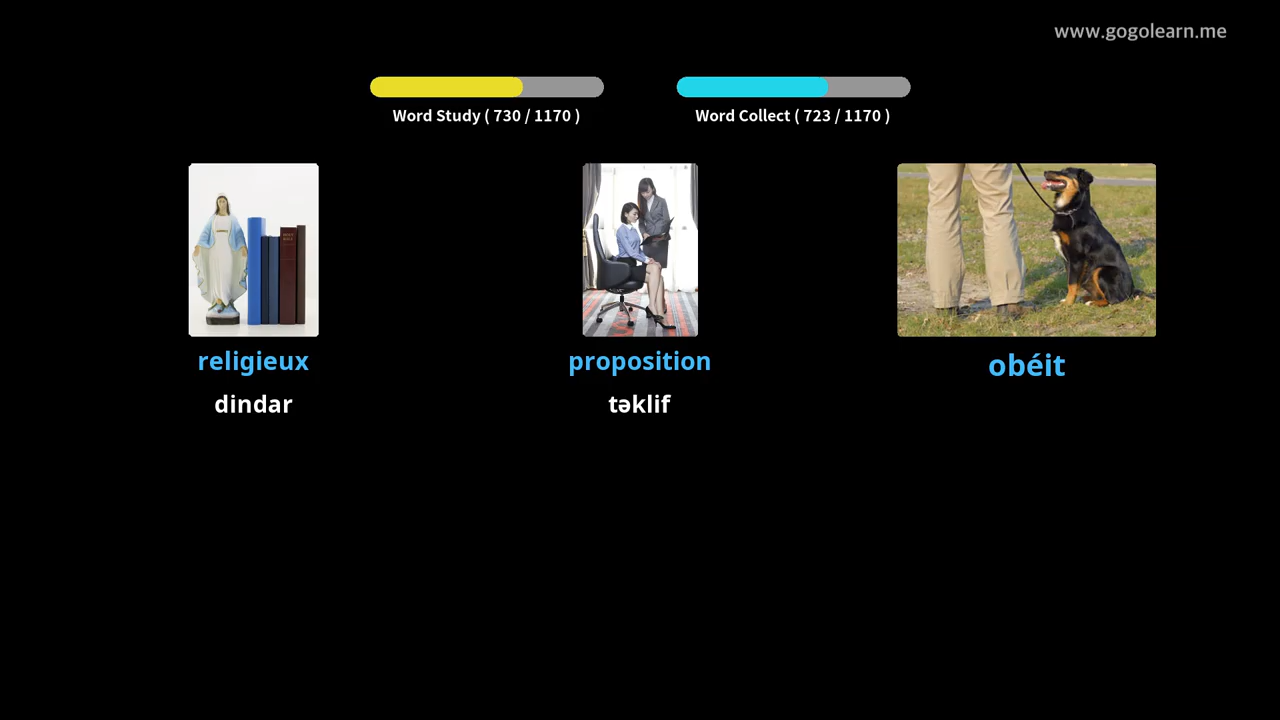 www.gogolearn.me
Word Study ( 730 / 1170 )
Word Collect ( 723 / 1170 )
religieux
proposition
obéit
dindar
təklif